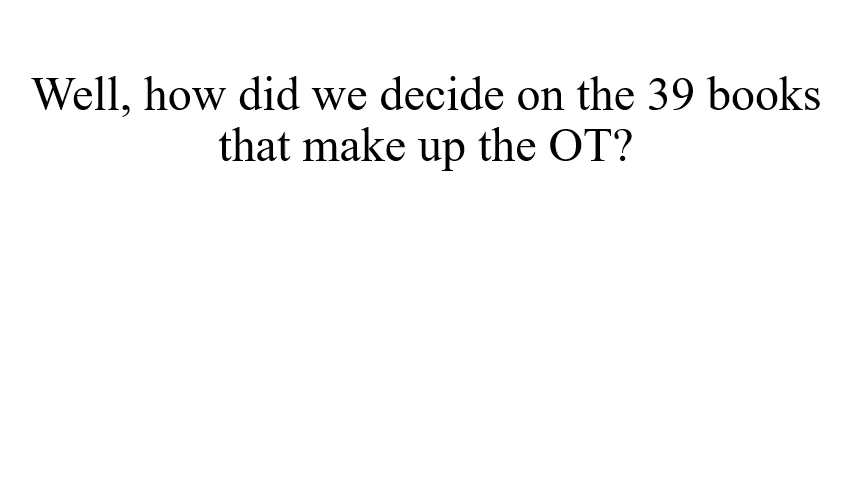 Well, how did we decide on the 39 books
that make up the OT?